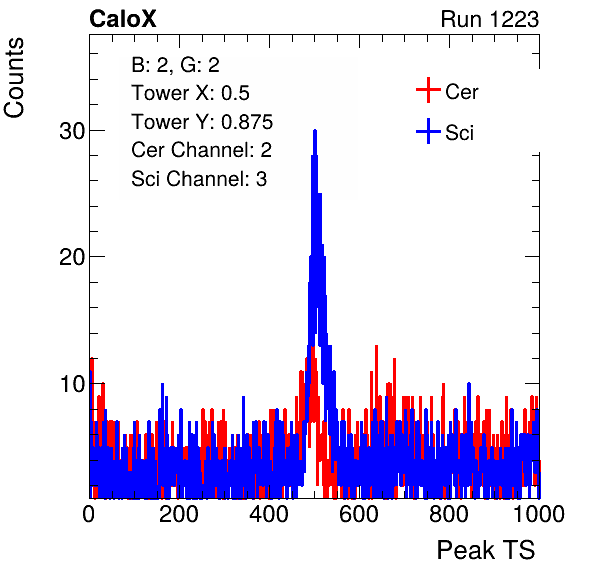 CaloX
Run 1223
Counts
B: 2, G: 2
Tower X: 0.5
Tower Y: 0.875
Cer Channel: 2
Sci Channel: 3
Cer
Sci
30
20
10
0 200 400 600 800 1000
Peak TS